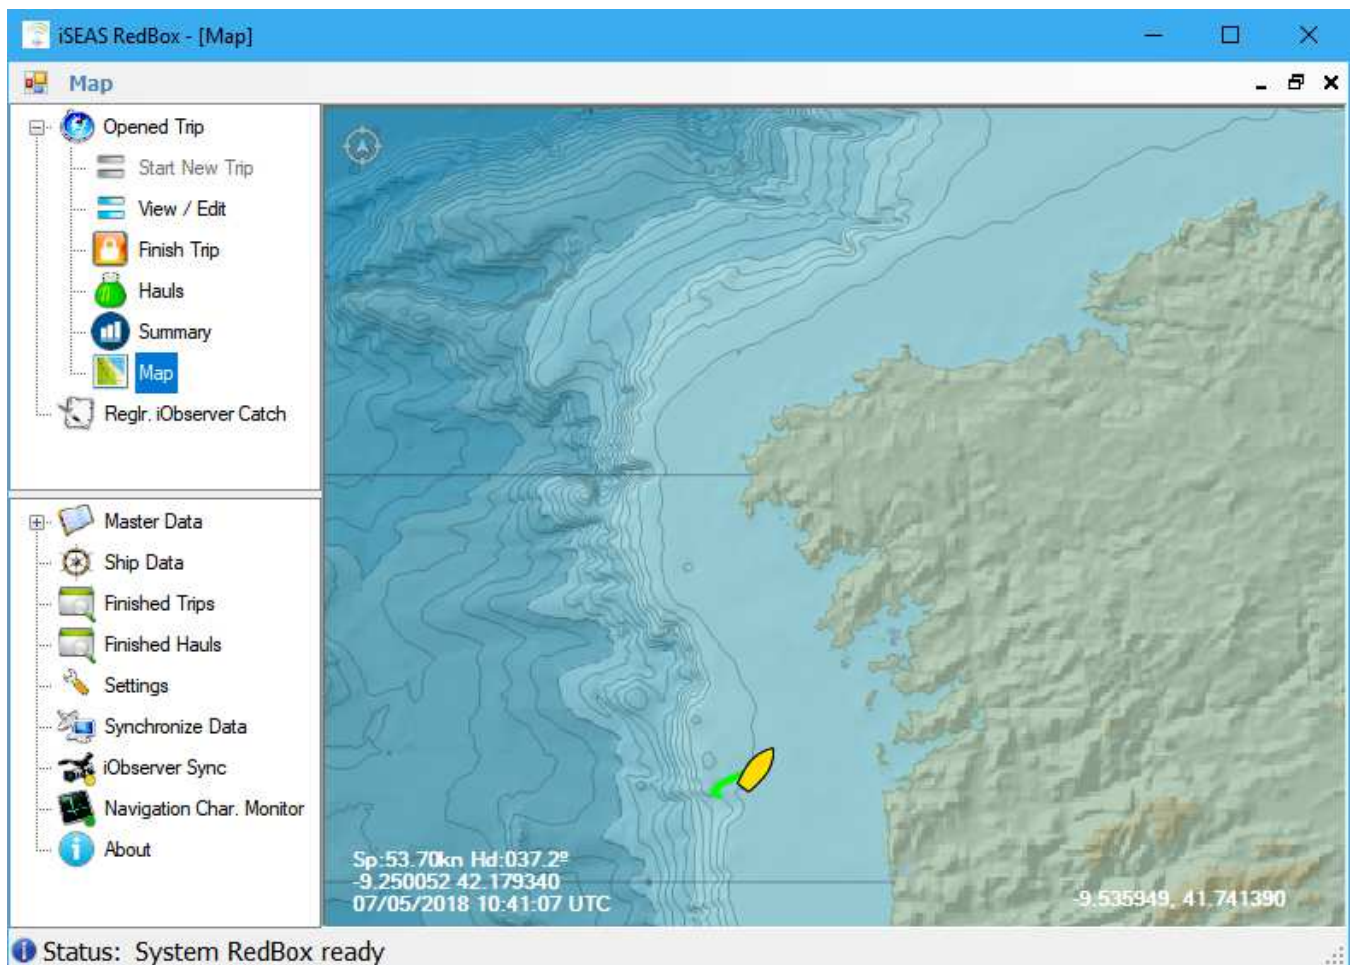 iSEAS RedBox - [Map]
Map
Opened Trip
Start New Trip
View / Edit
Finish Trip
Hauls
Summary
Map
Reglr. iObserver Catch
Master Data
Ship Data
Finished Trips
Finished Hauls
Settings
Synchronize Data
iObserver Sync
Navigation Char. Monitor
About
Sp:53.70kn Hd:037.2º
-9.250052 42.179340
07/05/2018 10:41:07 UTC
-9.535949, 41.741390
Status: System RedBox ready